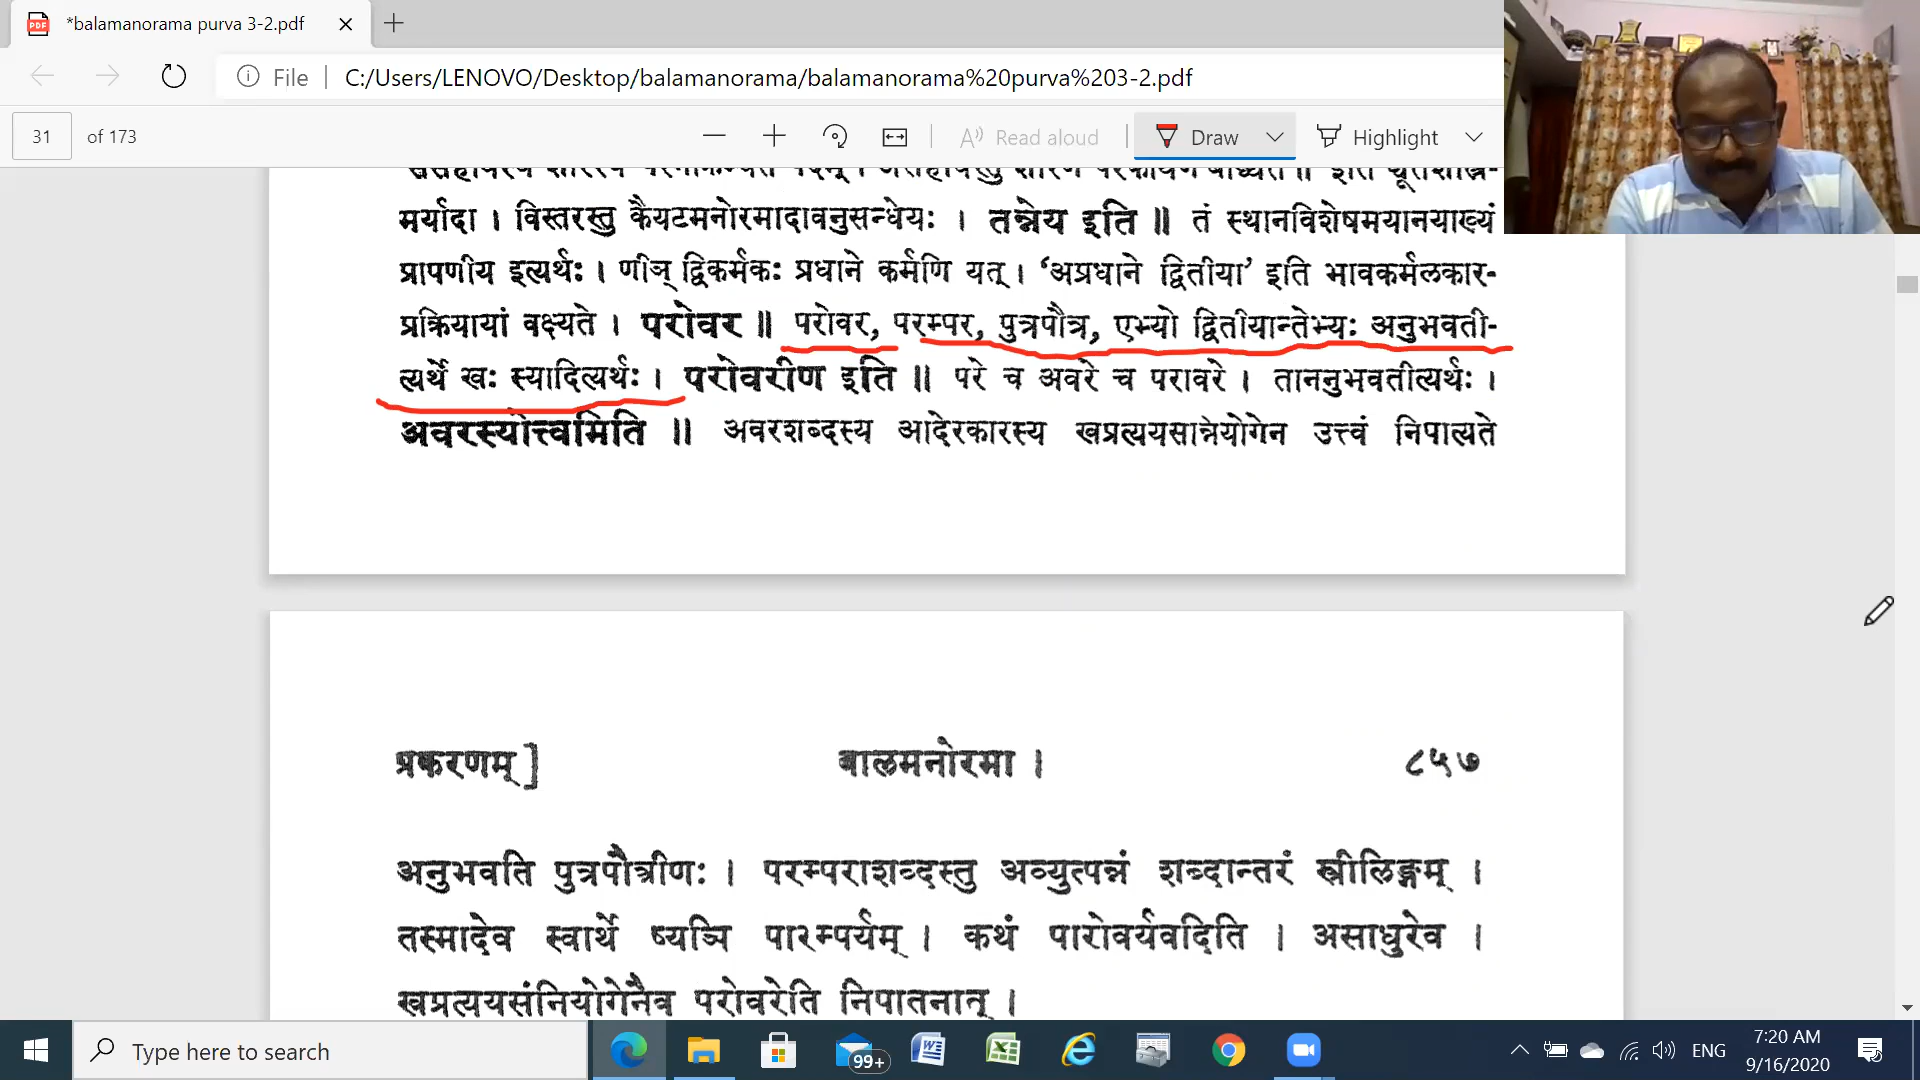 *balamanorama purva 3-2.pdf
File
C:/Users/LENOVO/Desktop/balamanorama/balamanorama%20purva%203-2.pdf
31 of 173
Read aloud
Draw
Highlight
मर्यादा । विस्तरस्तु कैयटमनोरमादावनुसन्धेयः । तन्नेय इति ॥ तं स्थानविशेषमयानयाख्यं
प्रापणीय इत्यर्थः । णीञ् द्विकर्मकः प्रधाने कर्मणि यत् । ‘अप्रधाने द्वितीया’ इति भावकर्मलकार-
प्रक्रियायां वक्ष्यते । परोवर ॥ परोवर, परम्पर, पुत्रपौत्र, एभ्यो द्वितीयान्तेभ्यः अनुभवती-
त्यर्थे खः स्यादित्यर्थः । परोवरीण इति ॥ परे च अवरे च परावरे । ताननुभवतीत्यर्थः ।
अवरस्योत्त्वमिति ॥ अवरशब्दस्य आदेरकारस्य खप्रत्ययसान्नियोगेन उत्त्वं निपात्यते
प्रकरणम् ] बालमनोरमा । ८५७
अनुभवति पुत्रपौत्रीणः । परम्पराशब्दस्तु अव्युत्पन्नं शब्दान्तरं स्त्रीलिङ्गम् ।
तस्मादेव स्वार्थे ष्यञि पारम्पर्यम् । कथं पारोवर्यवदिति । असाधुरेव ।
खप्रत्ययसंनियोगेनैव परोवरेति निपातनात् ।
Type here to search
99+
ENG
7:20 AM
9/16/2020